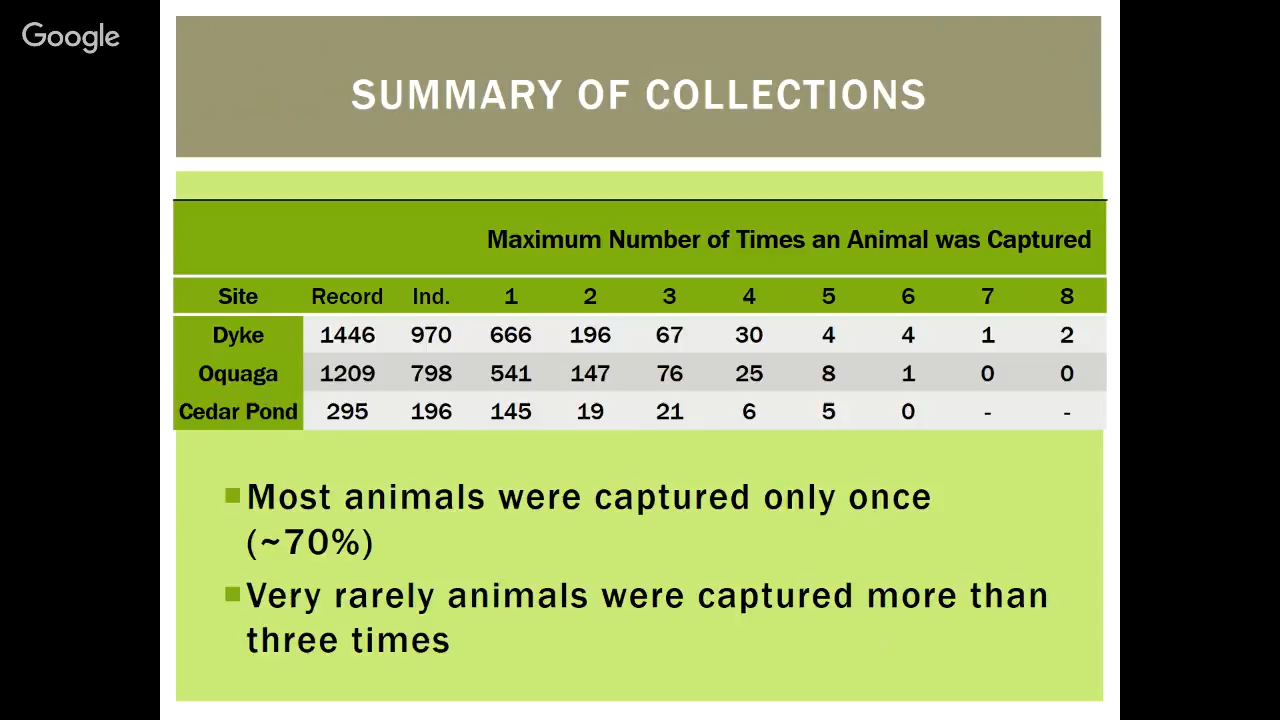 Google
SUMMARY OF COLLECTIONS
Maximum Number of Times an Animal was Captured
Site Record Ind. 1 2 3 4 5 6 7 8
Dyke 1446 970 666 196 67 30 4 4 1 2
Oquaga 1209 798 541 147 76 25 8 1 0 0
Cedar Pond 295 196 145 19 21 6 5 0 - -
Most animals were captured only once
(~70%)
Very rarely animals were captured more than
three times